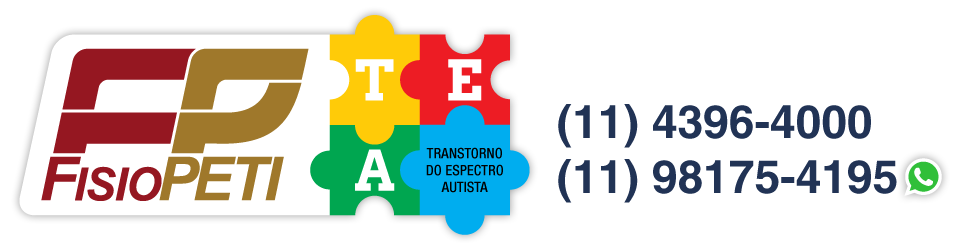 FP
FISIOPETI
T E
A
TRANSTORNO
DO ESPECTRO
AUTISTA
(11) 4396-4000
(11) 98175-4195